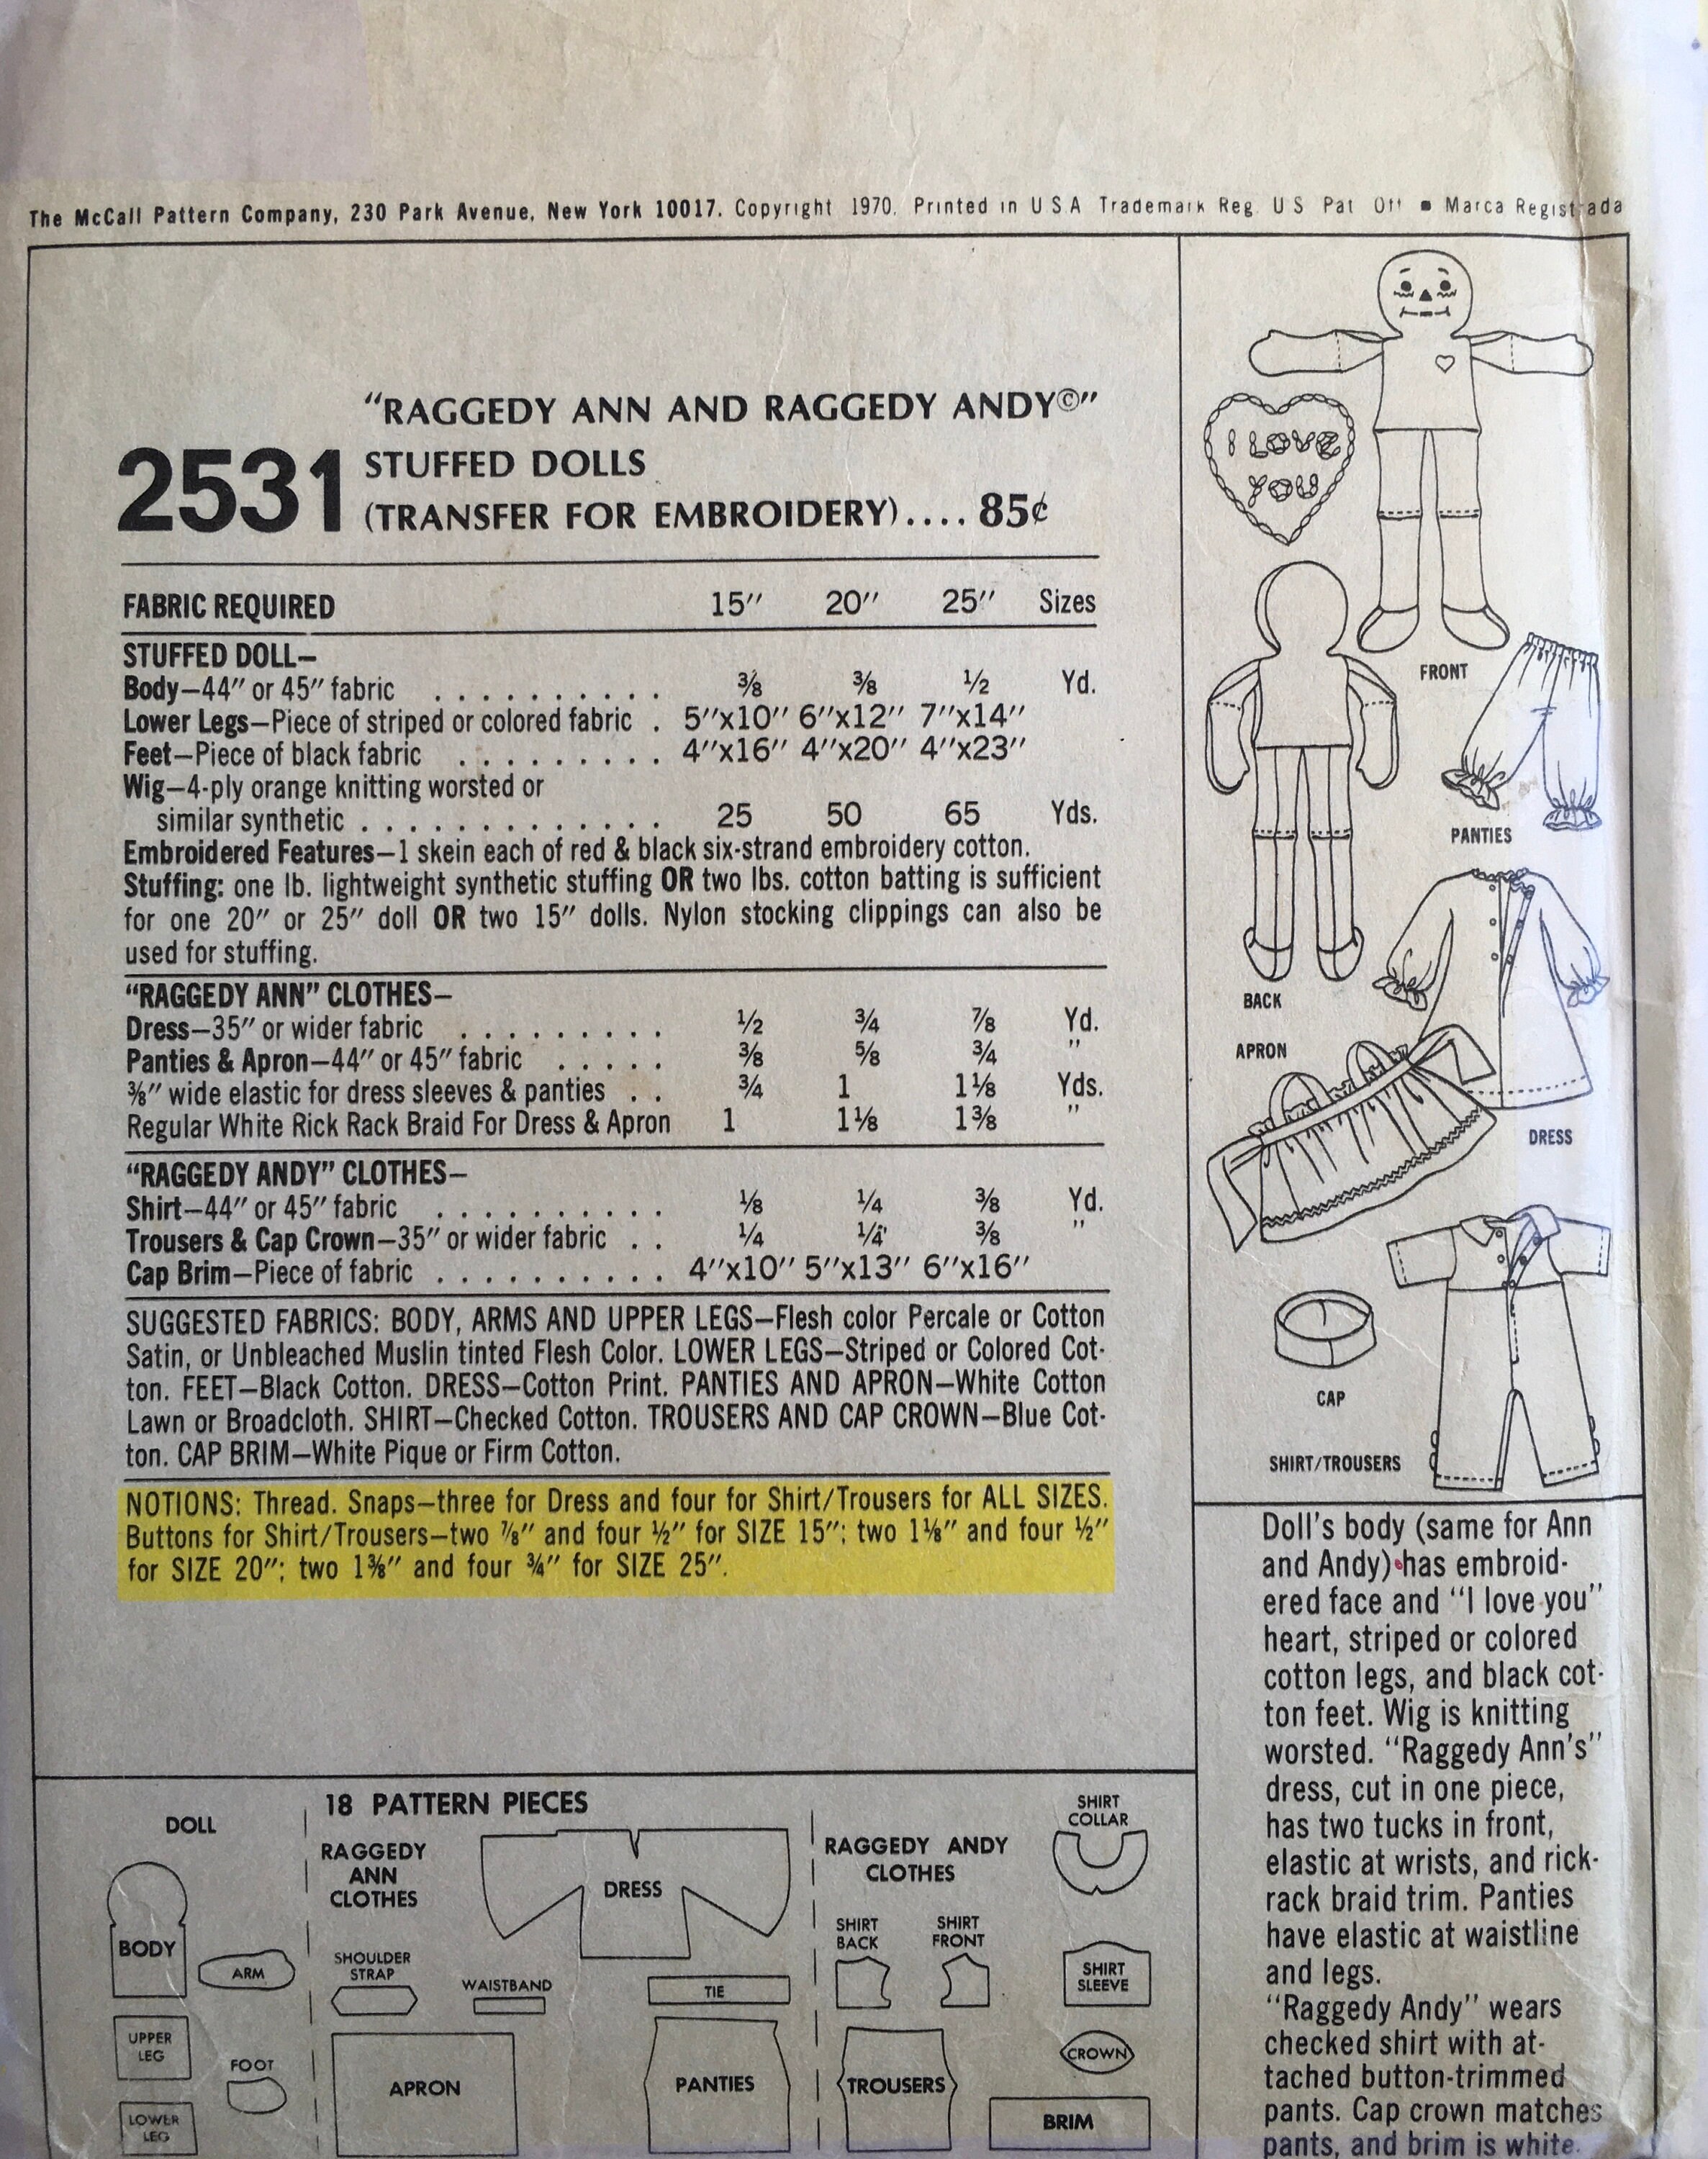 The McCall Pattern Company, 230 Park Avenue, New York 10017. Copyright 1970. Printed in U S A Trademark Reg. U S Pat Off ▪ Marca Registrada
“RAGGEDY ANN AND RAGGEDY ANDY©”
2531 STUFFED DOLLS
(TRANSFER FOR EMBROIDERY).... 85¢
FABRIC REQUIRED 15″ 20″ 25″ Sizes
STUFFED DOLL—
Body—44″ or 45″ fabric .......... ⅜ ⅜ ½ Yd.
Lower Legs—Piece of striped or colored fabric . 5″x10″ 6″x12″ 7″x14″
Feet—Piece of black fabric ......... 4″x16″ 4″x20″ 4″x23″
Wig—4-ply orange knitting worsted or
similar synthetic ............. 25 50 65 Yds.
Embroidered Features—1 skein each of red & black six-strand embroidery cotton.
Stuffing: one lb. lightweight synthetic stuffing OR two lbs. cotton batting is sufficient
for one 20″ or 25″ doll OR two 15″ dolls. Nylon stocking clippings can also be
used for stuffing.
“RAGGEDY ANN” CLOTHES—
Dress—35″ or wider fabric ......... ½ ¾ ⅞ Yd.
Panties & Apron—44″ or 45″ fabric ..... ⅜ ⅝ ¾ ″
⅜″ wide elastic for dress sleeves & panties .. ¾ 1 1⅛ Yds.
Regular White Rick Rack Braid For Dress & Apron 1 1⅛ 1⅜ ″
“RAGGEDY ANDY” CLOTHES—
Shirt—44″ or 45″ fabric .......... ⅛ ¼ ⅜ Yd.
Trousers & Cap Crown—35″ or wider fabric .. ¼ ¼ ⅜ ″
Cap Brim—Piece of fabric .......... 4″x10″ 5″x13″ 6″x16″
SUGGESTED FABRICS: BODY, ARMS AND UPPER LEGS—Flesh color Percale or Cotton
Satin, or Unbleached Muslin tinted Flesh Color. LOWER LEGS—Striped or Colored Cot-
ton. FEET—Black Cotton. DRESS—Cotton Print. PANTIES AND APRON—White Cotton
Lawn or Broadcloth. SHIRT—Checked Cotton. TROUSERS AND CAP CROWN—Blue Cot-
ton. CAP BRIM—White Pique or Firm Cotton.
NOTIONS: Thread. Snaps—three for Dress and four for Shirt/Trousers for ALL SIZES.
Buttons for Shirt/Trousers—two ⅞″ and four ½″ for SIZE 15″; two 1⅛″ and four ½″
for SIZE 20″; two 1⅜″ and four ¾″ for SIZE 25″.
I LOVE
YOU
FRONT
PANTIES
BACK
APRON
DRESS
CAP
SHIRT/TROUSERS
Doll's body (same for Ann
and Andy) has embroid-
ered face and “I love you”
heart, striped or colored
cotton legs, and black cot-
ton feet. Wig is knitting
worsted. “Raggedy Ann's”
dress, cut in one piece,
has two tucks in front,
elastic at wrists, and rick-
rack braid trim. Panties
have elastic at waistline
and legs.
“Raggedy Andy” wears
checked shirt with at-
tached button-trimmed
pants. Cap crown matches
pants, and brim is white.
18 PATTERN PIECES
DOLL
BODY
ARM
UPPER
LEG
FOOT
LOWER
LEG
RAGGEDY
ANN
CLOTHES
DRESS
SHOULDER
STRAP
WAISTBAND
TIE
APRON
PANTIES
RAGGEDY ANDY
CLOTHES
SHIRT
COLLAR
SHIRT
BACK
SHIRT
FRONT
SHIRT
SLEEVE
CROWN
TROUSERS
BRIM